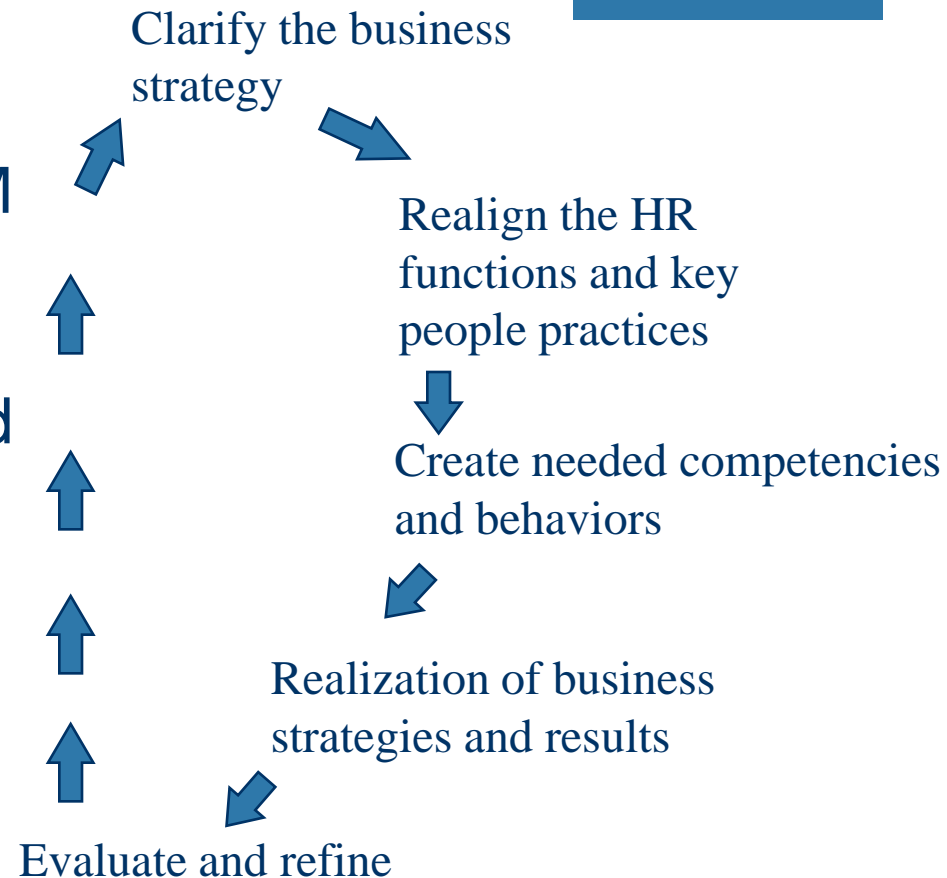 Clarify the business
strategy
Realign the HR
functions and key
people practices
Create needed competencies
and behaviors
Realization of business
strategies and results
Evaluate and refine